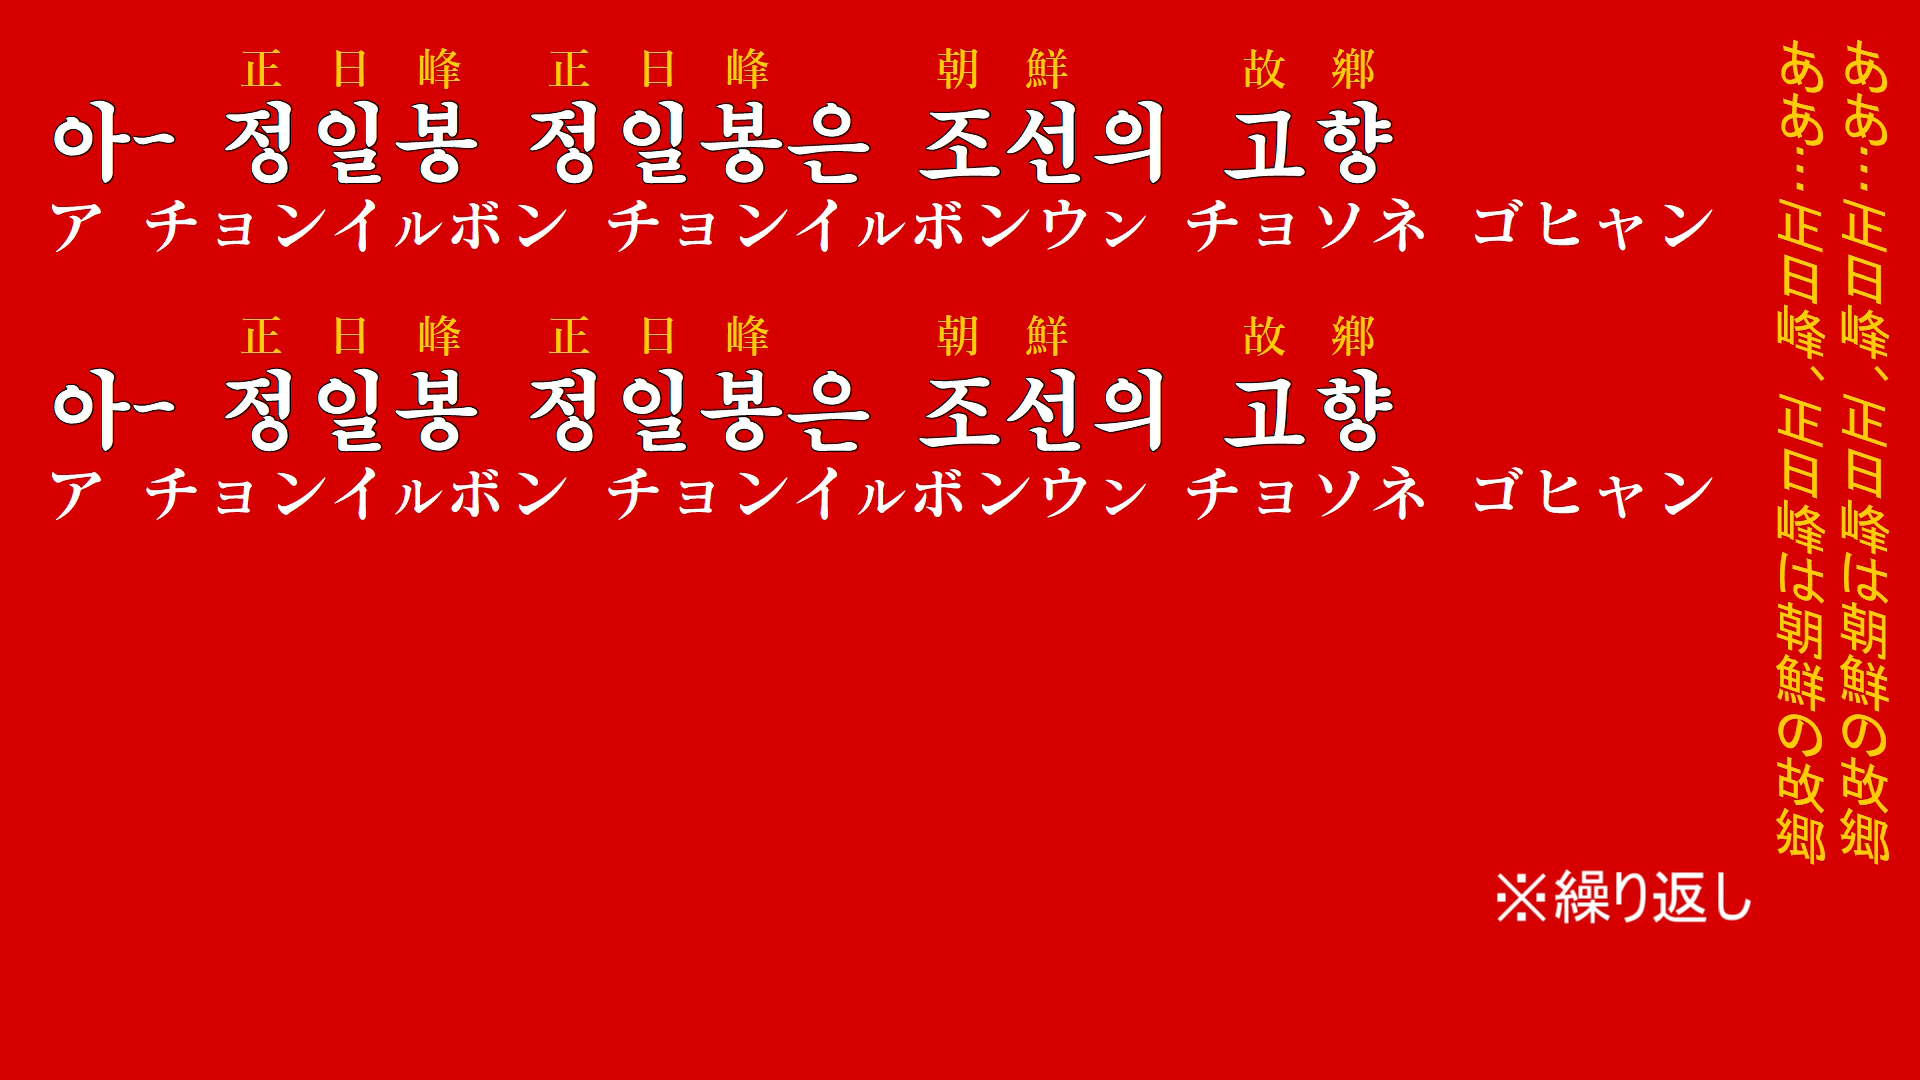 正日峰 正日峰 朝鮮 故鄕
아ー 정일봉 정일봉은 조선의 고향
ア チョンイルボン チョンイルボンウン チョソネ ゴヒャン
正日峰 正日峰 朝鮮 故鄕
아ー 정일봉 정일봉은 조선의 고향
ア チョンイルボン チョンイルボンウン チョソネ ゴヒャン
ああ…正日峰、正日峰は朝鮮の故郷
ああ…正日峰、正日峰は朝鮮の故郷
※繰り返し